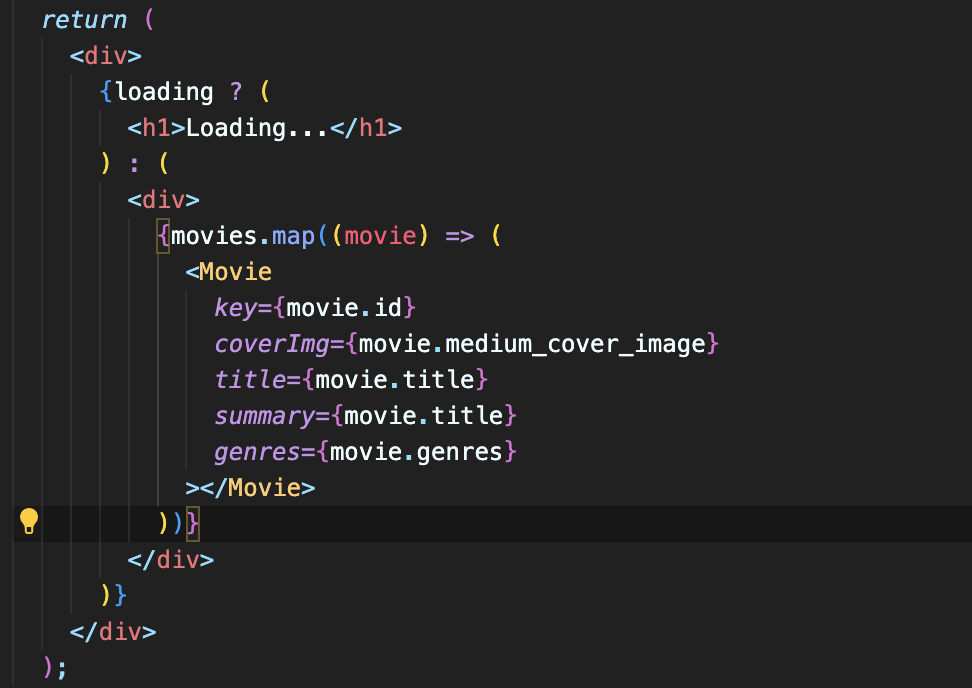 return (
<div>
{loading ? (
<h1>Loading...</h1>
) : (
<div>
{movies.map((movie) => (
<Movie
key={movie.id}
coverImg={movie.medium_cover_image}
title={movie.title}
summary={movie.title}
genres={movie.genres}
></Movie>
))}
</div>
)}
</div>
);